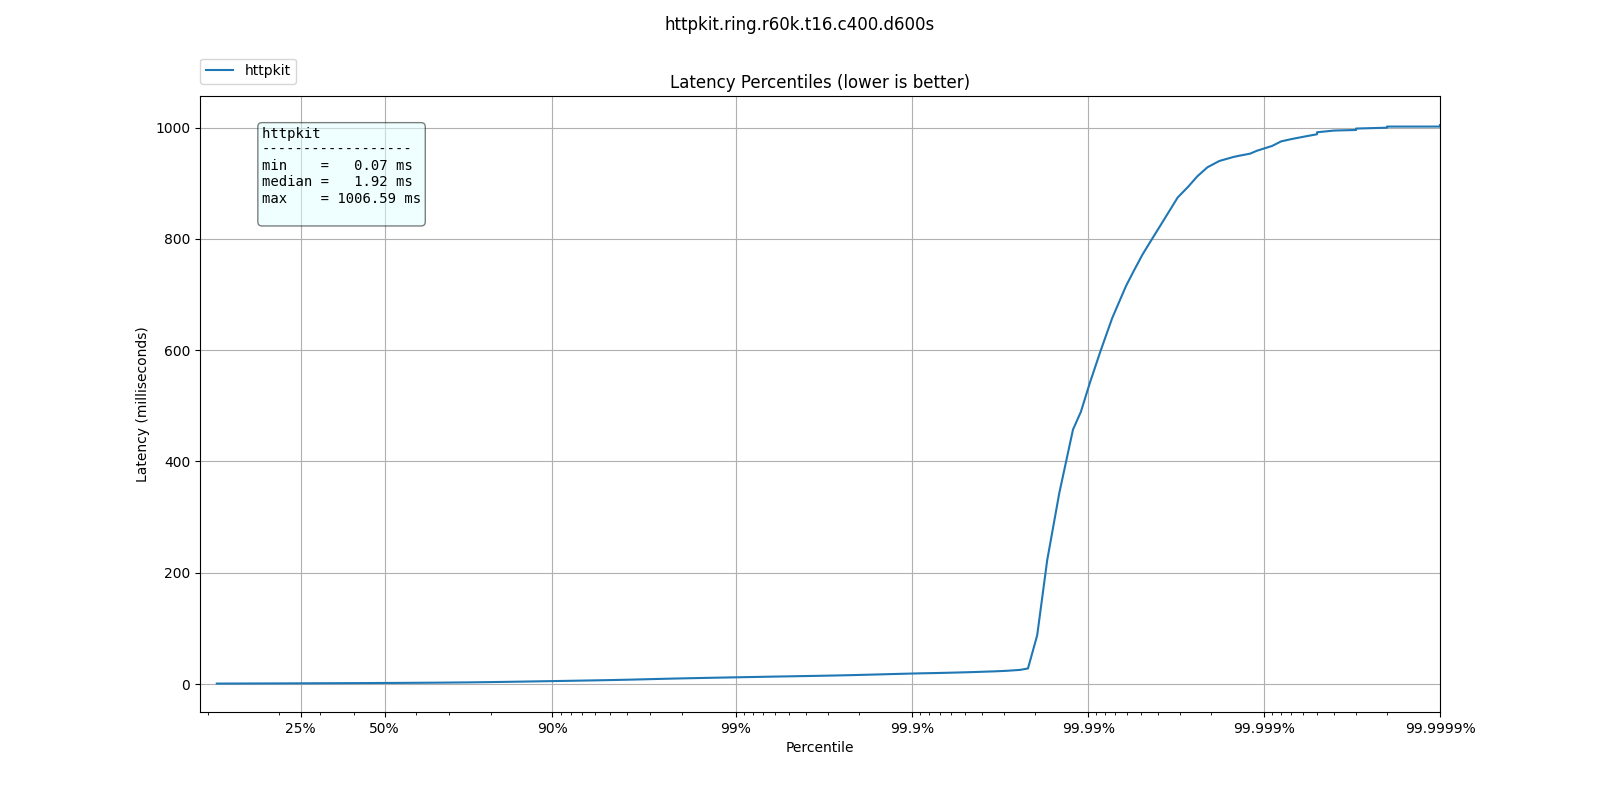 httpkit.ring.r60k.t16.c400.d600s
httpkit
Latency Percentiles (lower is better)
1000
800
600
400
200
0
Latency (milliseconds)
httpkit
------------------
min    =   0.07 ms
median =   1.92 ms
max    = 1006.59 ms
25% 50% 90% 99% 99.9% 99.99% 99.999% 99.9999%
Percentile